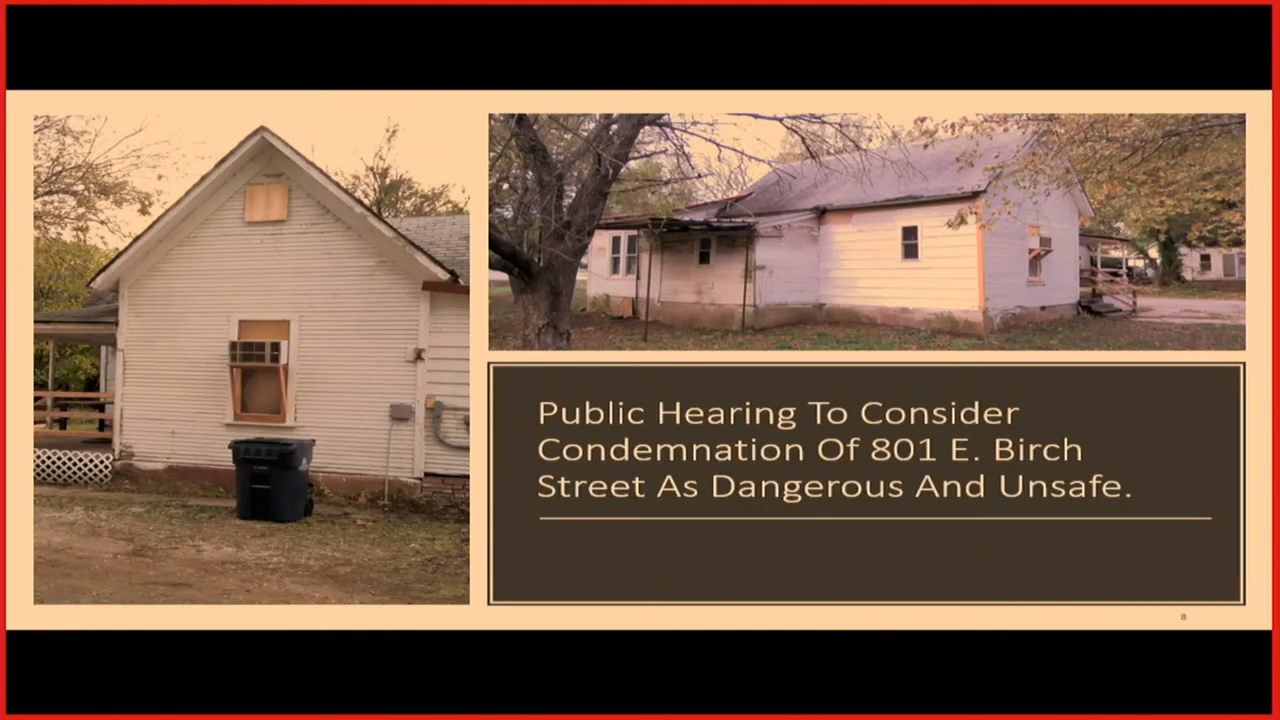 Public Hearing To Consider
Condemnation Of 801 E. Birch
Street As Dangerous And Unsafe.
8